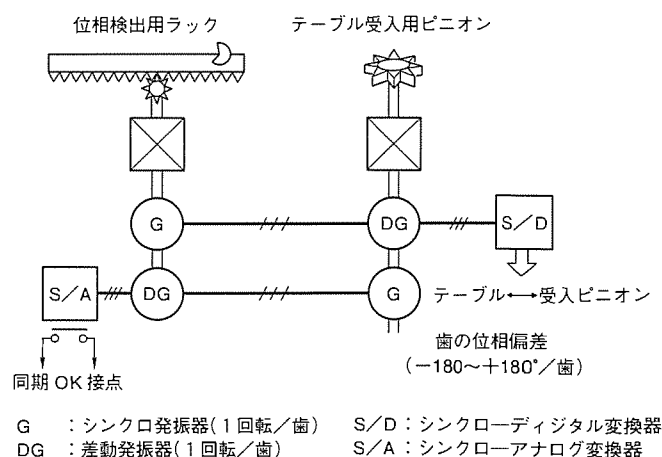 位相検出用ラック
テーブル受入用ピニオン
G
DG
S/D
S/A
DG
G
テーブル⟷受入ピニオン
歯の位相偏差
(−180〜+180°/歯)
同期OK接点
G :シンクロ発振器(1回転/歯)
DG :差動発振器(1回転/歯)
S/D:シンクロ―ディジタル変換器
S/A:シンクロ―アナログ変換器